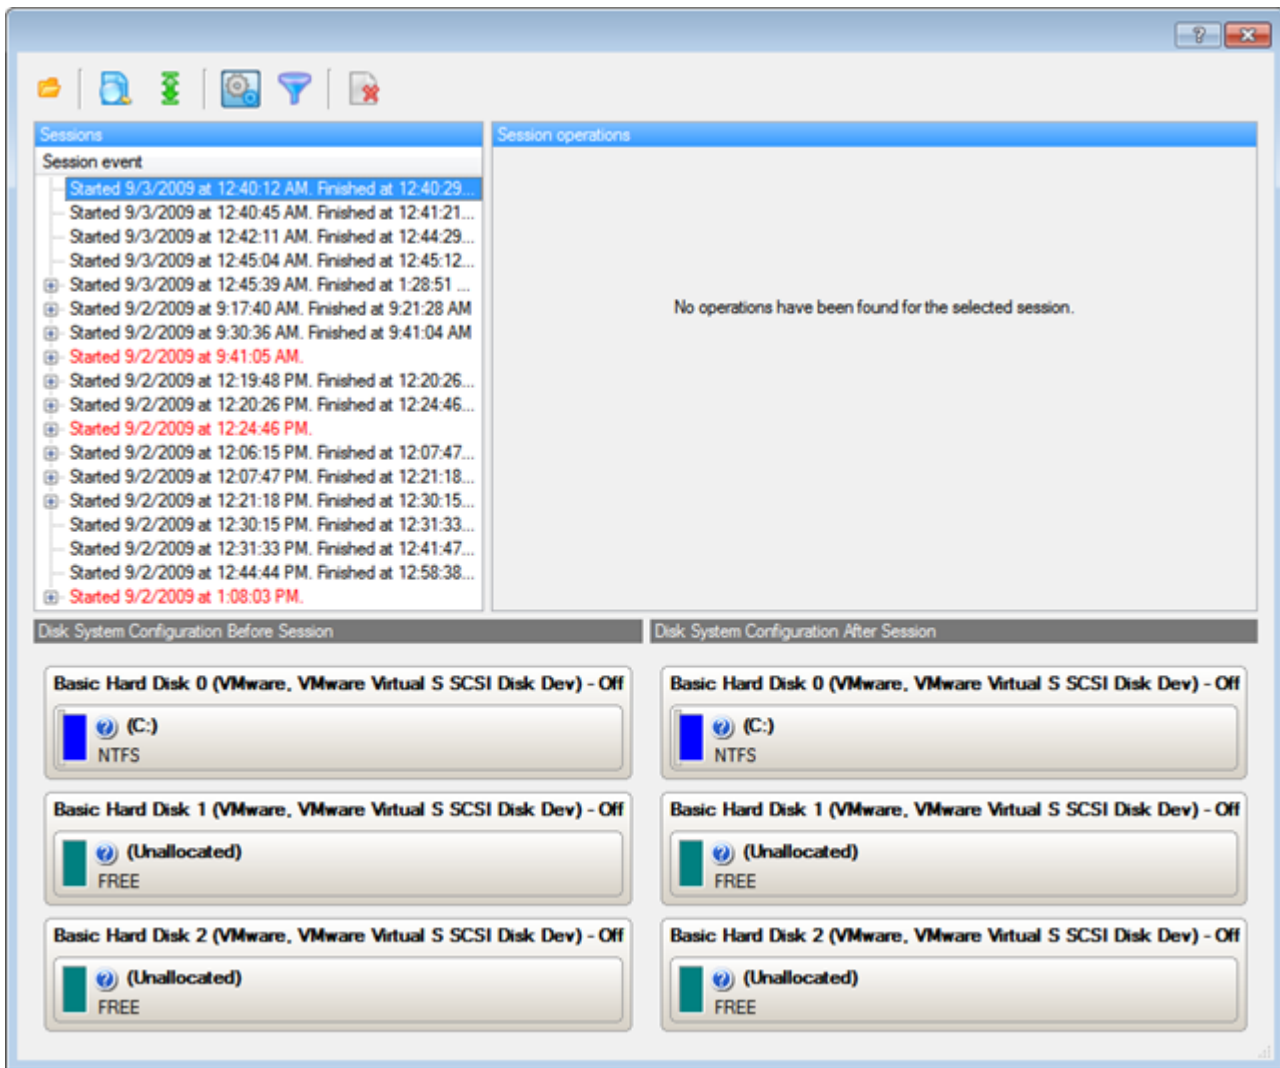 Sessions
Session operations
Session event
Started 9/3/2009 at 12:40:12 AM. Finished at 12:40:29...
Started 9/3/2009 at 12:40:45 AM. Finished at 12:41:21...
Started 9/3/2009 at 12:42:11 AM. Finished at 12:44:29...
Started 9/3/2009 at 12:45:04 AM. Finished at 12:45:12...
Started 9/3/2009 at 12:45:39 AM. Finished at 1:28:51 ...
Started 9/2/2009 at 9:17:40 AM. Finished at 9:21:28 AM
Started 9/2/2009 at 9:30:36 AM. Finished at 9:41:04 AM
Started 9/2/2009 at 9:41:05 AM.
Started 9/2/2009 at 12:19:48 PM. Finished at 12:20:26...
Started 9/2/2009 at 12:20:26 PM. Finished at 12:24:46...
Started 9/2/2009 at 12:24:46 PM.
Started 9/2/2009 at 12:06:15 PM. Finished at 12:07:47...
Started 9/2/2009 at 12:07:47 PM. Finished at 12:21:18...
Started 9/2/2009 at 12:21:18 PM. Finished at 12:30:15...
Started 9/2/2009 at 12:30:15 PM. Finished at 12:31:33...
Started 9/2/2009 at 12:31:33 PM. Finished at 12:41:47...
Started 9/2/2009 at 12:44:44 PM. Finished at 12:58:38...
Started 9/2/2009 at 1:08:03 PM.
No operations have been found for the selected session.
Disk System Configuration Before Session
Basic Hard Disk 0 (VMware, VMware Virtual S SCSI Disk Dev) - Off
(C:)
NTFS
Basic Hard Disk 1 (VMware, VMware Virtual S SCSI Disk Dev) - Off
(Unallocated)
FREE
Basic Hard Disk 2 (VMware, VMware Virtual S SCSI Disk Dev) - Off
(Unallocated)
FREE
Disk System Configuration After Session
Basic Hard Disk 0 (VMware, VMware Virtual S SCSI Disk Dev) - Off
(C:)
NTFS
Basic Hard Disk 1 (VMware, VMware Virtual S SCSI Disk Dev) - Off
(Unallocated)
FREE
Basic Hard Disk 2 (VMware, VMware Virtual S SCSI Disk Dev) - Off
(Unallocated)
FREE